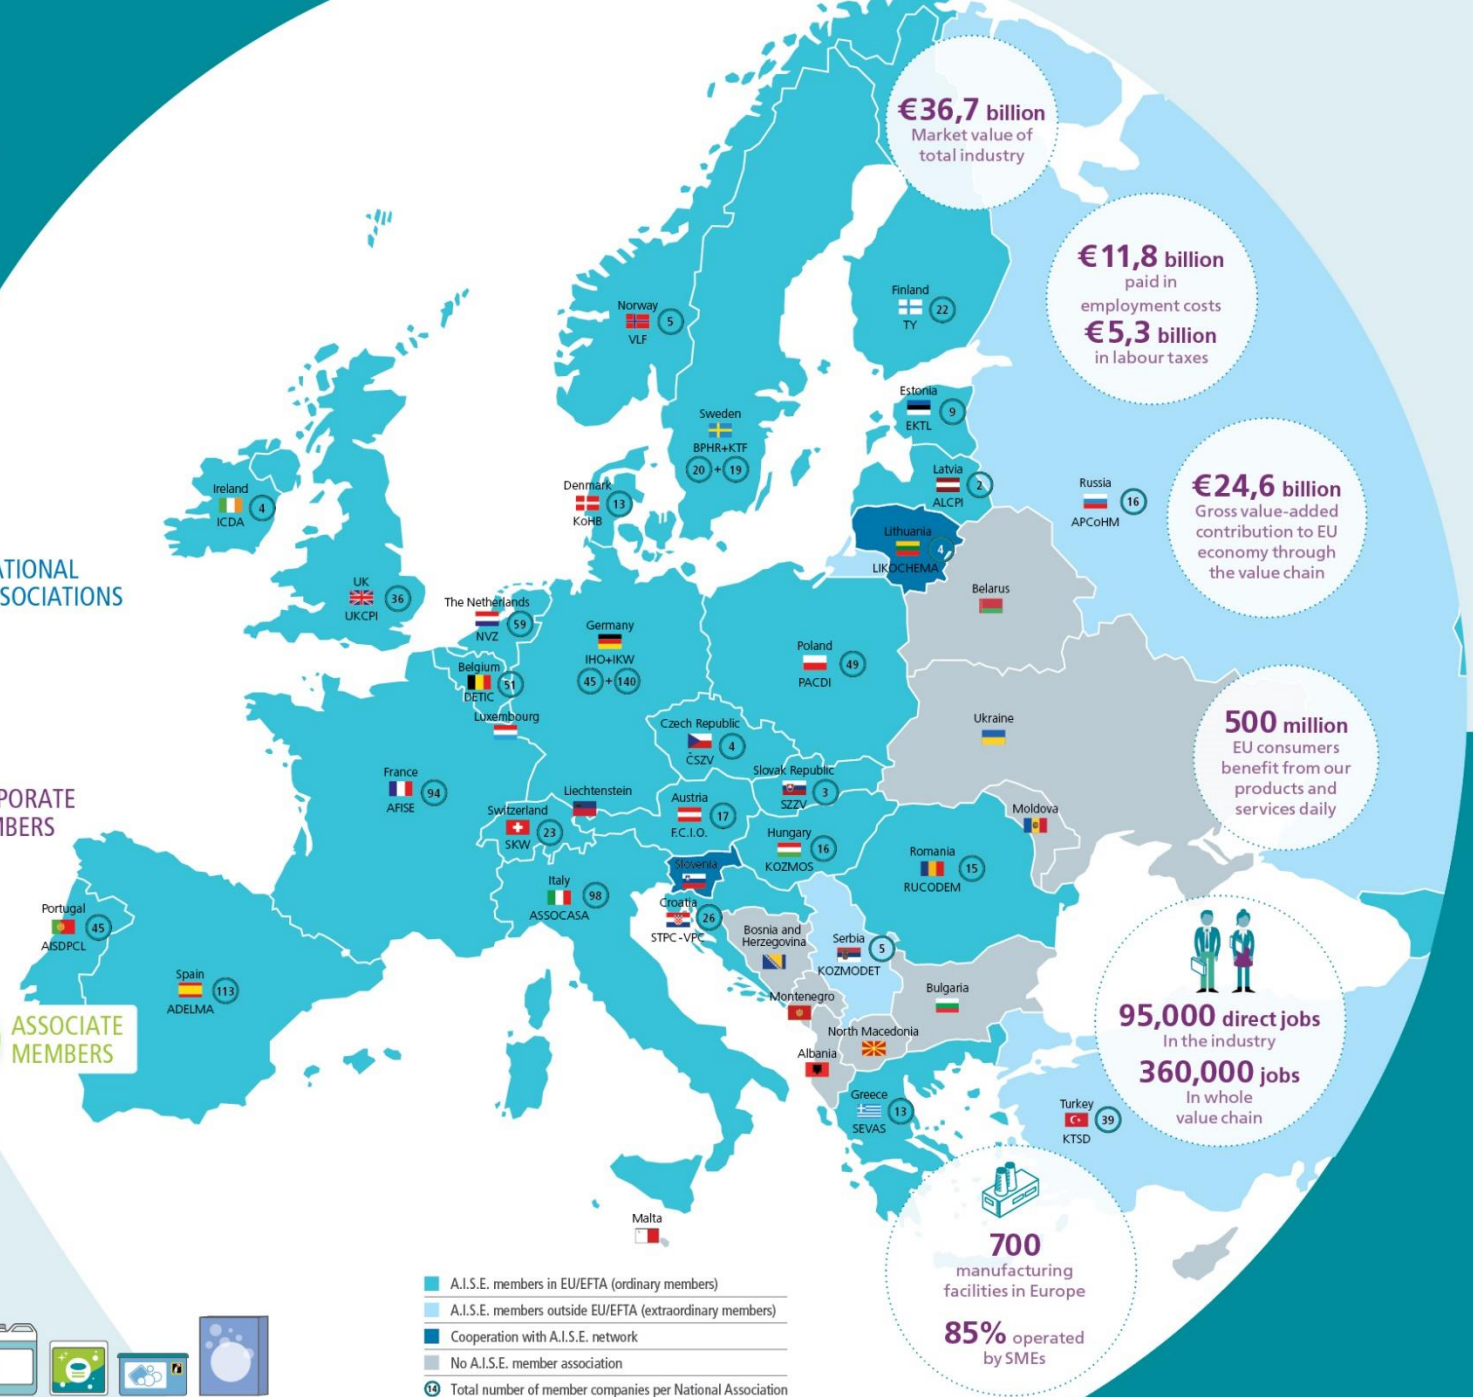 €36,7 billion
Market value of
total industry
€11,8 billion
paid in
employment costs
€5,3 billion
in labour taxes
€24,6 billion
Gross value-added
contribution to EU
economy through
the value chain
500 million
EU consumers
benefit from our
products and
services daily
95,000 direct jobs
In the industry
360,000 jobs
In whole
value chain
700
manufacturing
facilities in Europe
85% operated
by SMEs
Norway
5
VLF
Finland
22
TY
Sweden
BPHR+KTF
20 + 19
Estonia
9
EKTL
Latvia
2
ALCPI
Lithuania
4
LIKOCHEMA
Russia
16
APCoHM
Denmark
13
KoHB
Ireland
4
ICDA
UK
36
UKCPI
The Netherlands
59
NVZ
Belgium
51
DETIC
Luxembourg
Germany
IHO+IKW
45 + 140
Poland
49
PACDI
Belarus
Ukraine
Czech Republic
4
ČSZV
Slovak Republic
3
SZZV
France
94
AFISE
Liechtenstein
Switzerland
23
SKW
Austria
17
F.C.I.O.
Hungary
16
KOZMOS
Moldova
Romania
15
RUCODEM
Slovenia
Italy
98
ASSOCASA
Croatia
26
STPC-VPC
Bosnia and
Herzegovina
Serbia
5
KOZMODET
Montenegro
Bulgaria
North Macedonia
Albania
Greece
13
SEVAS
Turkey
39
KTSD
Portugal
45
AISDPCL
Spain
113
ADELMA
Malta
ATIONAL
SSOCIATIONS
PORATE
MBERS
ASSOCIATE
MEMBERS
A.I.S.E. members in EU/EFTA (ordinary members)
A.I.S.E. members outside EU/EFTA (extraordinary members)
Cooperation with A.I.S.E. network
No A.I.S.E. member association
14 Total number of member companies per National Association